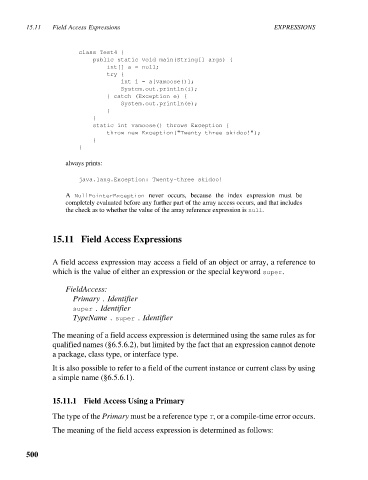 15.11 Field Access Expressions EXPRESSIONS
class Test4 {
public static void main(String[] args) {
int[] a = null;
try {
int i = a[vamoose()];
System.out.println(i);
} catch (Exception e) {
System.out.println(e);
}
}
static int vamoose() throws Exception {
throw new Exception("Twenty-three skidoo!");
}
}
always prints:
java.lang.Exception: Twenty-three skidoo!
A NullPointerException never occurs, because the index expression must be
completely evaluated before any further part of the array access occurs, and that includes
the check as to whether the value of the array reference expression is null.
15.11 Field Access Expressions
A field access expression may access a field of an object or array, a reference to
which is the value of either an expression or the special keyword super.
FieldAccess:
Primary . Identifier
super . Identifier
TypeName . super . Identifier
The meaning of a field access expression is determined using the same rules as for
qualified names (§6.5.6.2), but limited by the fact that an expression cannot denote
a package, class type, or interface type.
It is also possible to refer to a field of the current instance or current class by using
a simple name (§6.5.6.1).
15.11.1 Field Access Using a Primary
The type of the Primary must be a reference type T, or a compile-time error occurs.
The meaning of the field access expression is determined as follows:
500